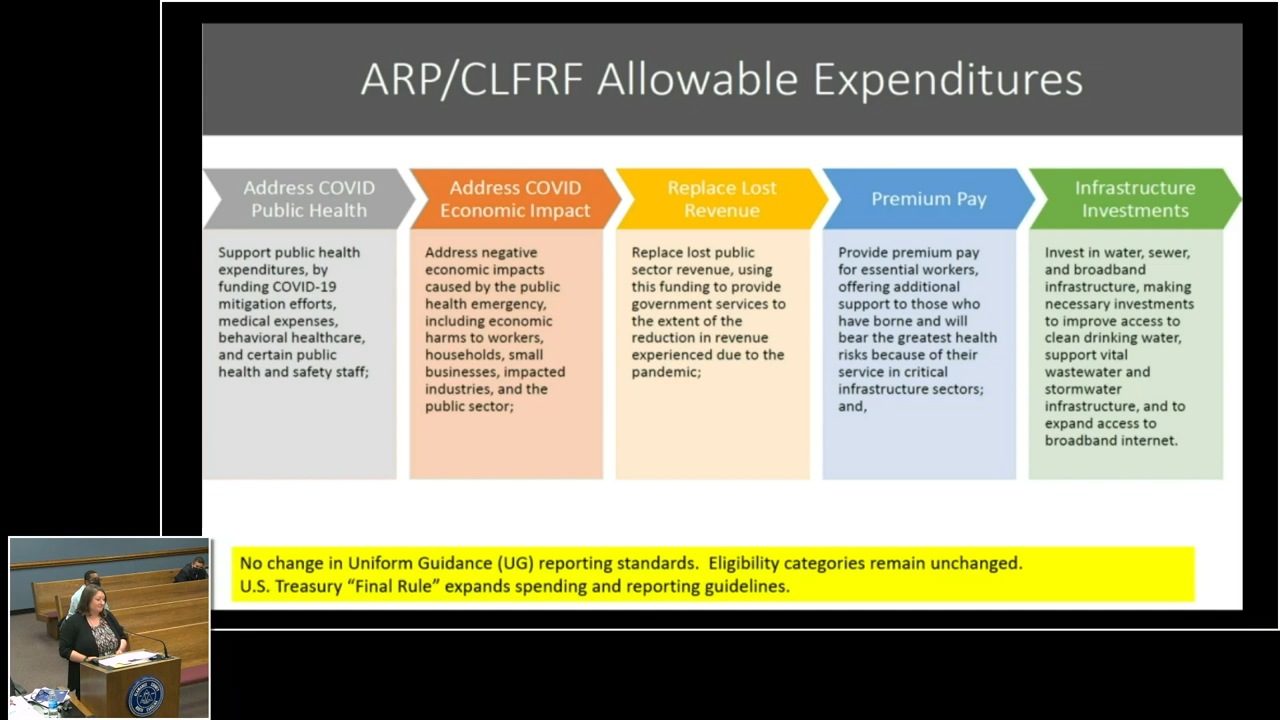 ARP/CLFRF Allowable Expenditures
Address COVID
Public Health
Support public health
expenditures, by
funding COVID-19
mitigation efforts,
medical expenses,
behavioral healthcare,
and certain public
health and safety staff;
Address COVID
Economic Impact
Address negative
economic impacts
caused by the public
health emergency,
including economic
harms to workers,
households, small
businesses, impacted
industries, and the
public sector;
Replace Lost
Revenue
Replace lost public
sector revenue, using
this funding to provide
government services to
the extent of the
reduction in revenue
experienced due to the
pandemic;
Premium Pay
Provide premium pay
for essential workers,
offering additional
support to those who
have borne and will
bear the greatest health
risks because of their
service in critical
infrastructure sectors;
and,
Infrastructure
Investments
Invest in water, sewer,
and broadband
infrastructure, making
necessary investments
to improve access to
clean drinking water,
support vital
wastewater and
stormwater
infrastructure, and to
expand access to
broadband internet.
No change in Uniform Guidance (UG) reporting standards.  Eligibility categories remain unchanged.
U.S. Treasury “Final Rule” expands spending and reporting guidelines.